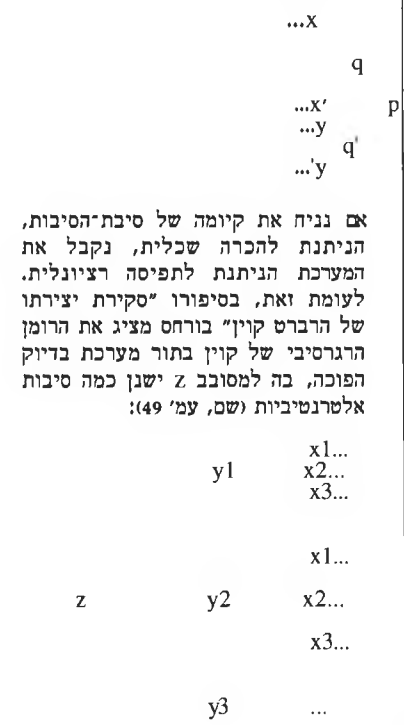 ...x
q
...x′ p
...y
q'
...'y
אם נניח את קיומה של סיבת־הסיבות,
הניתנת להכרה שכלית, נקבל את
המערכת הניתנת לתפיסה רציונלית.
לעומת זאת, בסיפורו ״סקירת יצירתו
של הרברט קוין״ בורחס מציג את הרומן
הרגרסיבי של קוין בתור מערכת בדיוק
הפוכה, בה למסובב z ישנן כמה סיבות
אלטרנטיביות (שם, עמ׳ 49):
x1...
y1 x2...
x3...
x1...
z y2 x2...
x3...
y3 ...